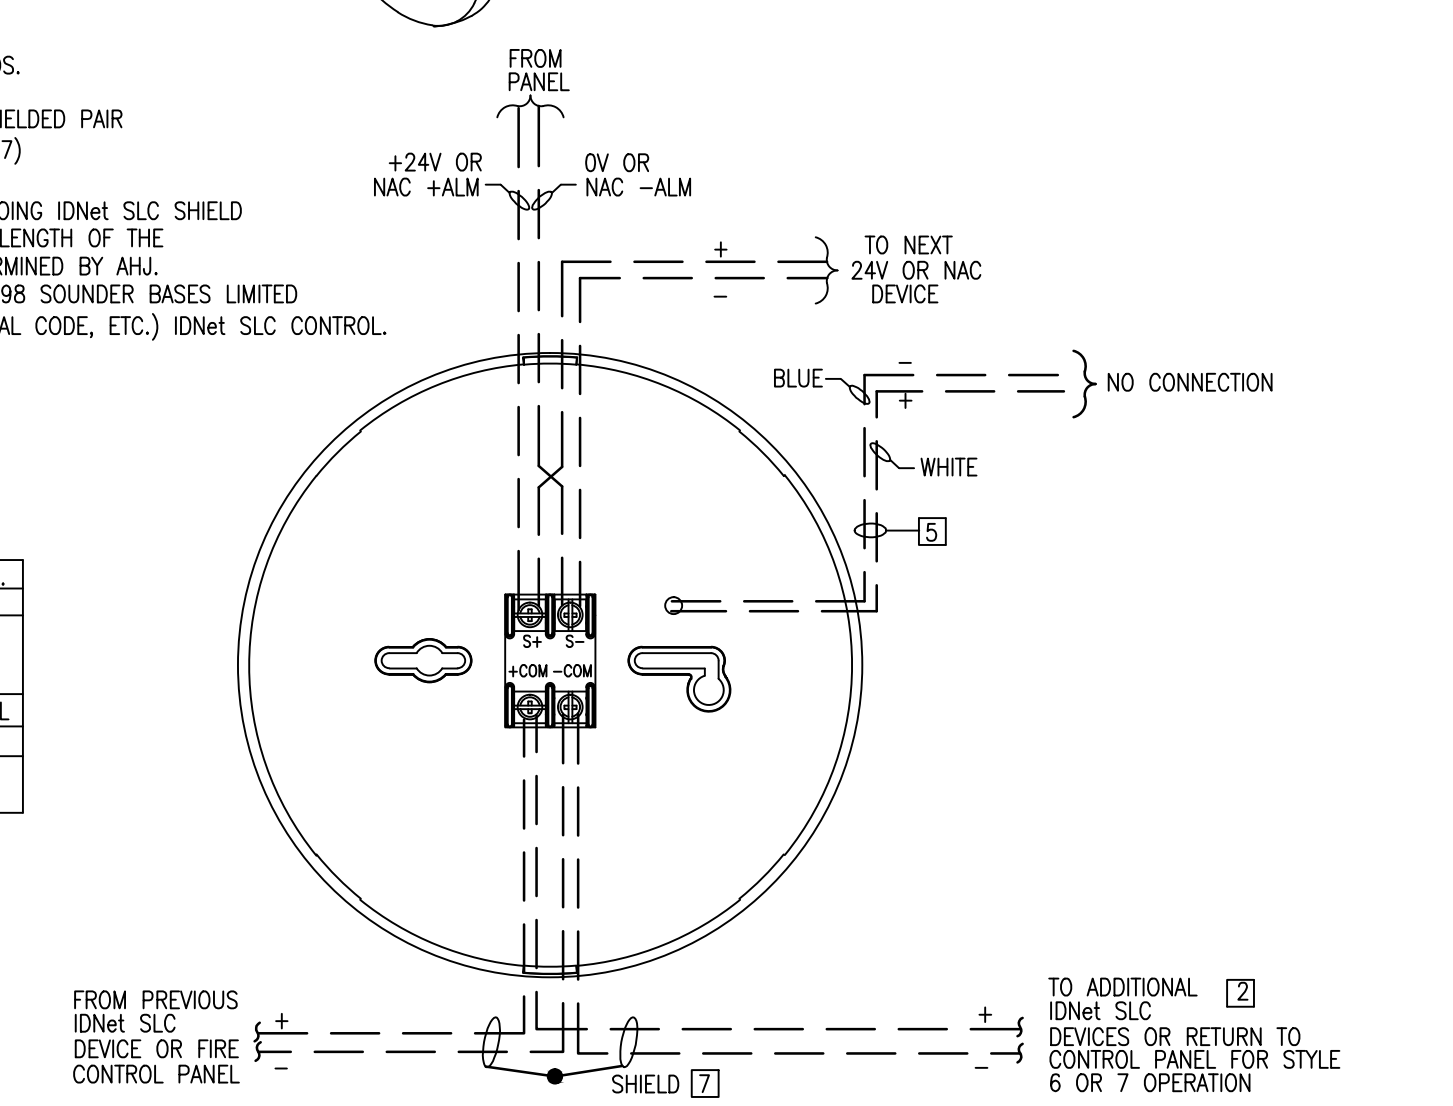 FROM
PANEL
+24V OR
NAC +ALM
0V OR
NAC −ALM
OS.
IELDED PAIR
7)
OING IDNet SLC SHIELD
LENGTH OF THE
RMINED BY AHJ.
98 SOUNDER BASES LIMITED
AL CODE, ETC.) IDNet SLC CONTROL.
+
−
TO NEXT
24V OR NAC
DEVICE
BLUE
−
+
NO CONNECTION
WHITE
5
S+ S−
+COM −COM
L
FROM PREVIOUS
IDNet SLC
DEVICE OR FIRE
CONTROL PANEL
+
−
SHIELD 7
+
−
TO ADDITIONAL 2
IDNet SLC
DEVICES OR RETURN TO
CONTROL PANEL FOR STYLE
6 OR 7 OPERATION